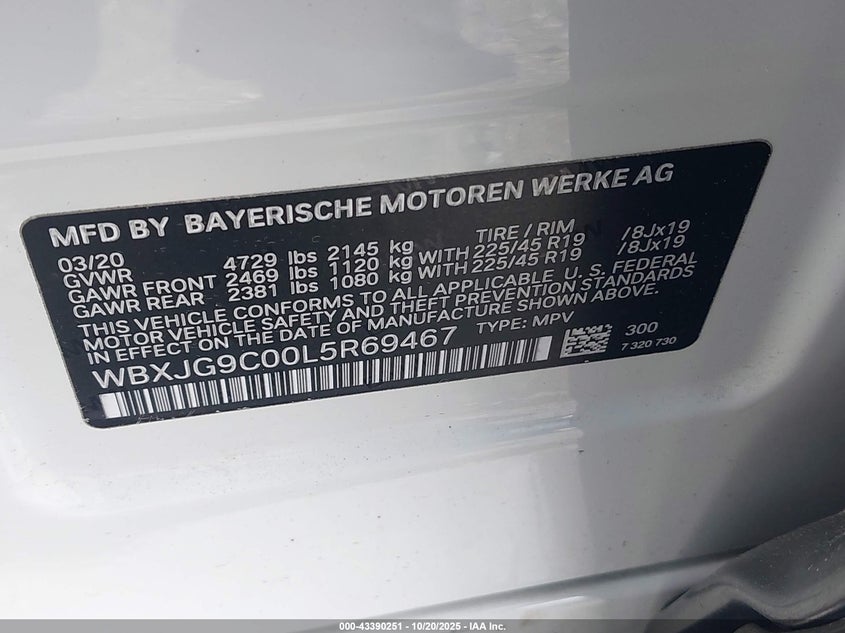 MFD BY BAYERISCHE MOTOREN WERKE AG
03/20 TIRE / RIM
GVWR 4729 lbs 2145 kg
GAWR FRONT 2469 lbs 1120 kg WITH 225/45 R19 /8Jx19
GAWR REAR 2381 lbs 1080 kg WITH 225/45 R19 /8Jx19
THIS VEHICLE CONFORMS TO ALL APPLICABLE U. S. FEDERAL
MOTOR VEHICLE SAFETY AND THEFT PREVENTION STANDARDS
IN EFFECT ON THE DATE OF MANUFACTURE SHOWN ABOVE.
WBXJG9C00L5R69467 TYPE: MPV
300
7 320 730
000-43390251 - 10/20/2025 - IAA Inc.